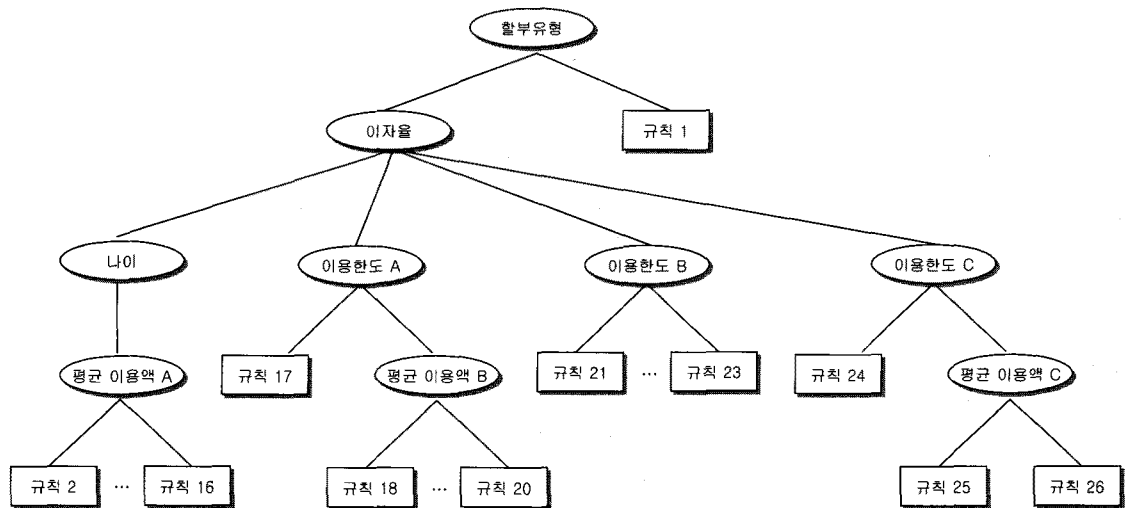 할부유형
이자율
규칙 1
나이
이용한도 A
이용한도 B
이용한도 C
평균 이용액 A
규칙 17
평균 이용액 B
규칙 21
...
규칙 23
규칙 24
평균 이용액 C
규칙 2
...
규칙 16
규칙 18
...
규칙 20
규칙 25
규칙 26